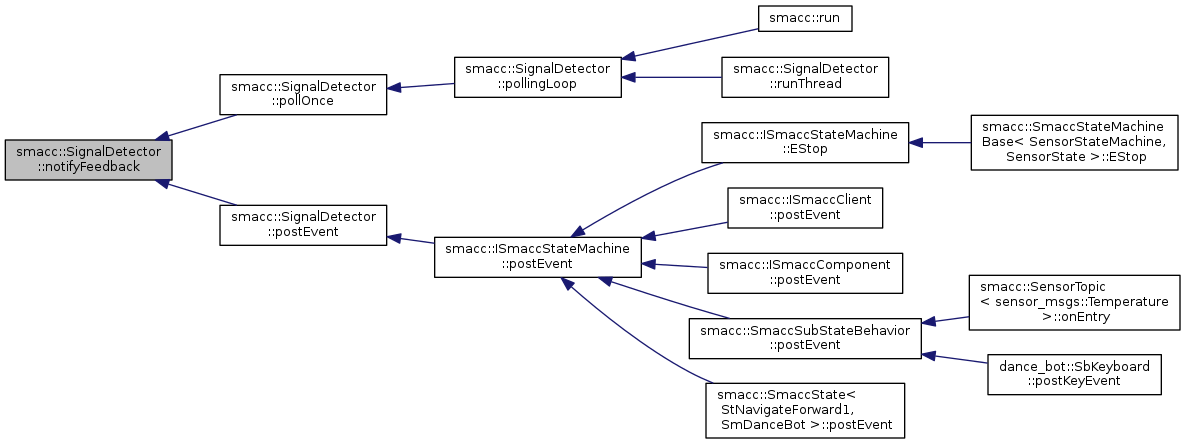 smacc::SignalDetector
::notifyFeedback
smacc::SignalDetector
::pollOnce
smacc::SignalDetector
::pollingLoop
smacc::run
smacc::SignalDetector
::runThread
smacc::SignalDetector
::postEvent
smacc::ISmaccStateMachine
::postEvent
smacc::ISmaccStateMachine
::EStop
smacc::SmaccStateMachine
Base< SensorStateMachine,
SensorState >::EStop
smacc::ISmaccClient
::postEvent
smacc::ISmaccComponent
::postEvent
smacc::SmaccSubStateBehavior
::postEvent
smacc::SensorTopic
< sensor_msgs::Temperature
>::onEntry
dance_bot::SbKeyboard
::postKeyEvent
smacc::SmaccState<
StNavigateForward1,
SmDanceBot >::postEvent